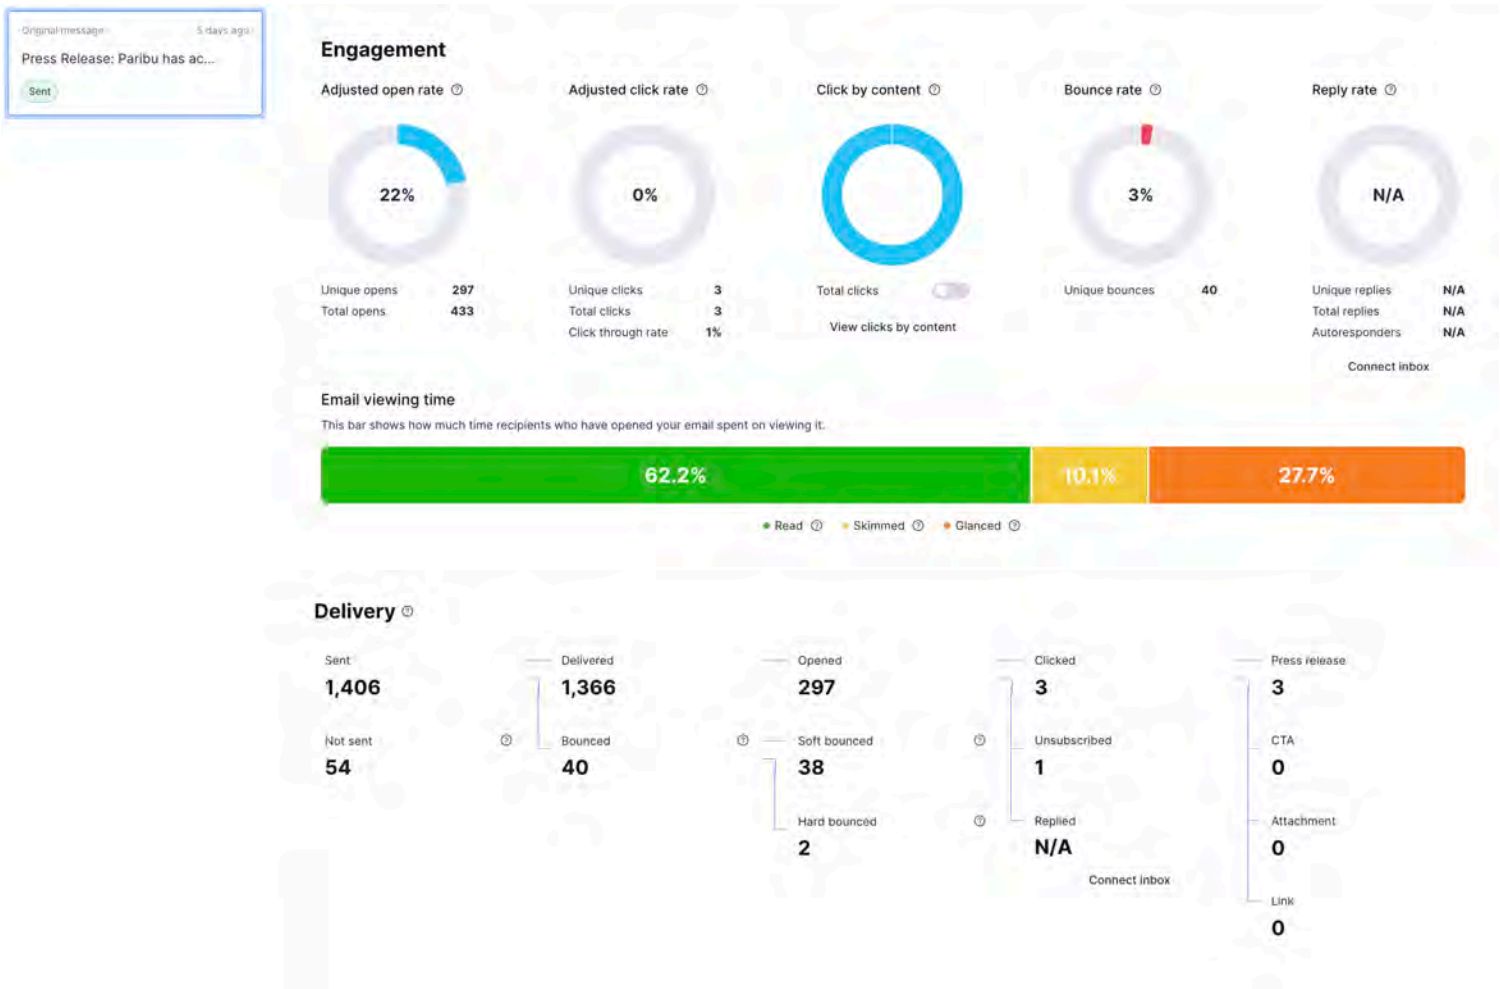 Original message 5 days ago
Press Release: Paribu has ac...
Sent
Engagement
Adjusted open rate
22%
Unique opens 297
Total opens 433
Adjusted click rate
0%
Unique clicks 3
Total clicks 3
Click through rate 1%
Click by content
Total clicks
View clicks by content
Bounce rate
3%
Unique bounces 40
Reply rate
N/A
Unique replies N/A
Total replies N/A
Autoresponders N/A
Connect inbox
Email viewing time
This bar shows how much time recipients who have opened your email spent on viewing it.
62.2% 10.1% 27.7%
Read Skimmed Glanced
Delivery
Sent
1,406
Not sent
54
Delivered
1,366
Bounced
40
Opened
297
Soft bounced
38
Hard bounced
2
Clicked
3
Unsubscribed
1
Replied
N/A
Connect inbox
Press release
3
CTA
0
Attachment
0
Link
0